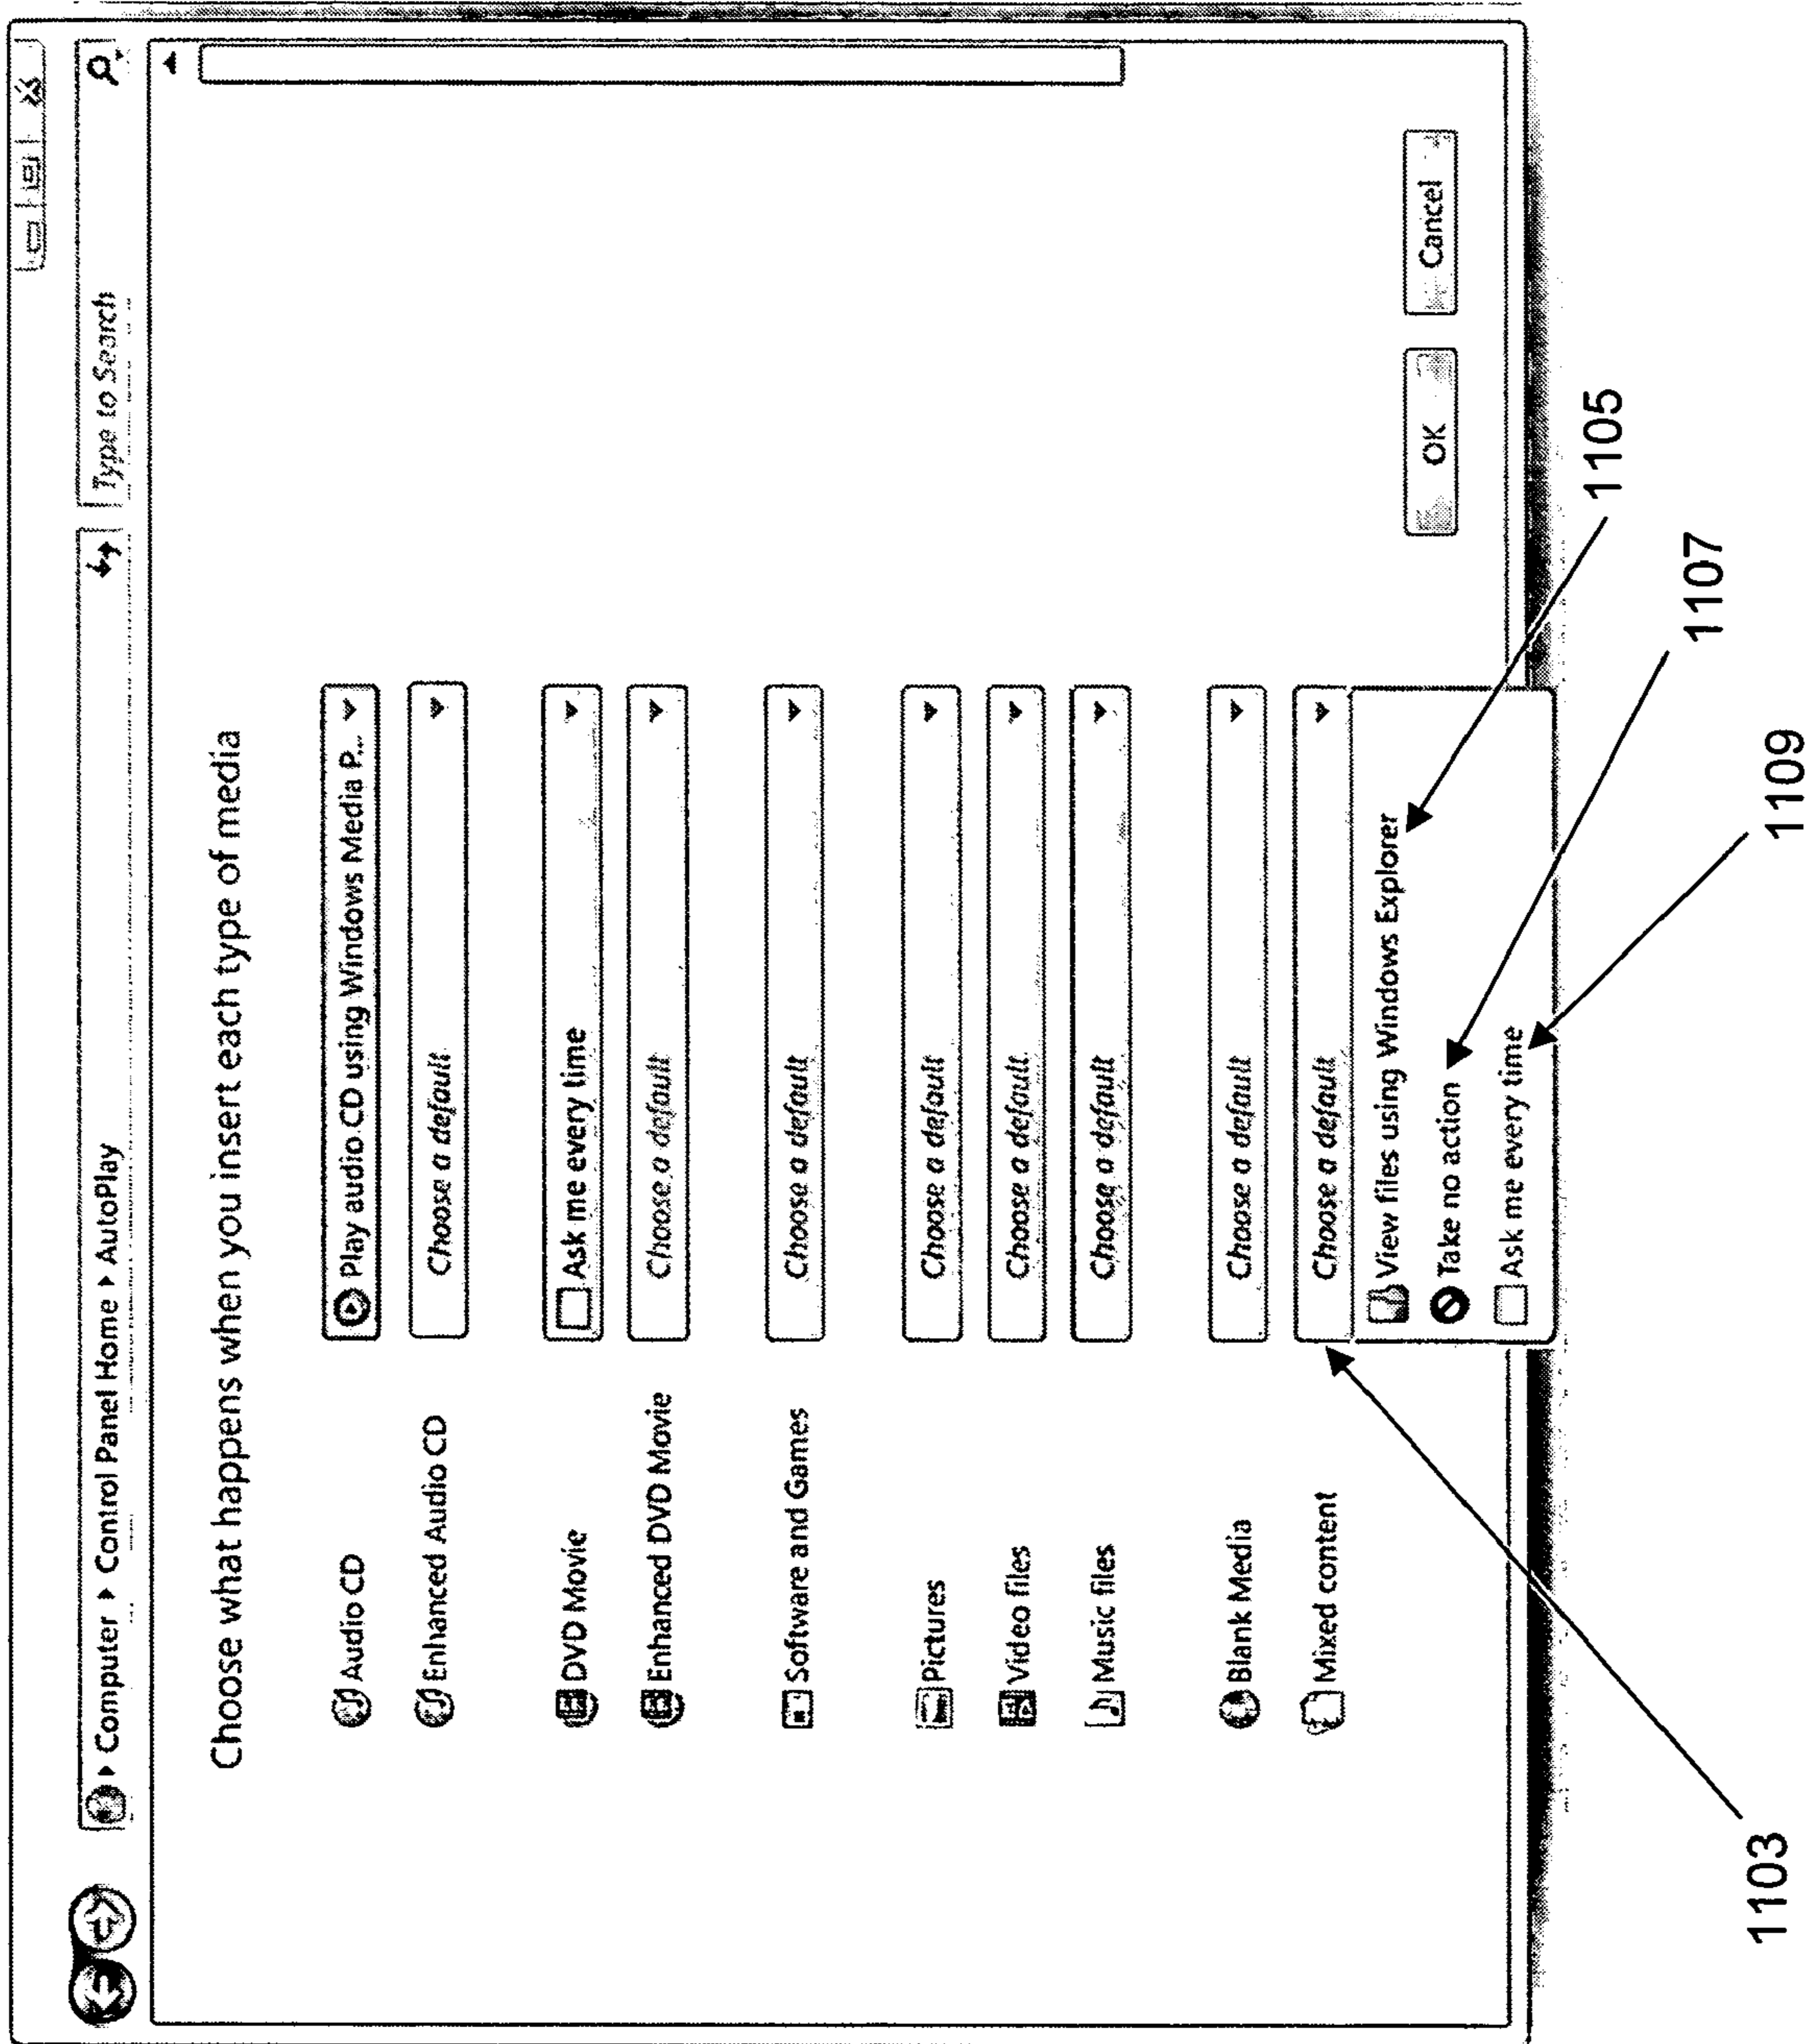 Computer ▸ Control Panel Home ▸ AutoPlay
Type to Search
Choose what happens when you insert each type of media
Audio CD Play audio CD using Windows Media P...
Enhanced Audio CD Choose a default
DVD Movie Ask me every time
Enhanced DVD Movie Choose a default
Software and Games Choose a default
Pictures Choose a default
Video files Choose a default
Music files Choose a default
Blank Media Choose a default
Mixed content Choose a default
View files using Windows Explorer
Take no action
Ask me every time
OK Cancel
1103
1105
1107
1109